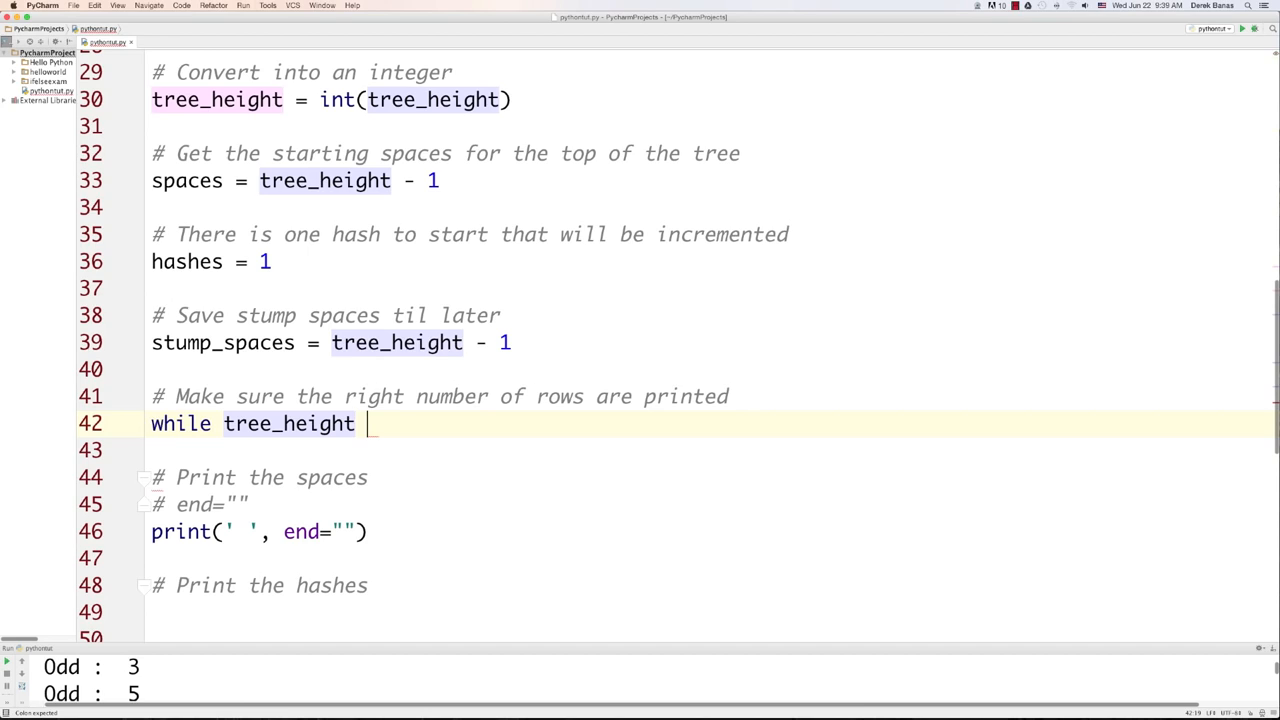 PyCharm File Edit View Navigate Code Refactor Run Tools VCS Window Help 10 Wed Jun 22 9:39 AM Derek Banas
pythontut.py - PycharmProjects - [~/PycharmProjects]
PycharmProjects pythontut.py pythontut
pythontut.py
PycharmProject
Hello Python
helloworld
ifelseexam
pythontut.py
External Librarie
28
29 # Convert into an integer
30 tree_height = int(tree_height)
31
32 # Get the starting spaces for the top of the tree
33 spaces = tree_height - 1
34
35 # There is one hash to start that will be incremented
36 hashes = 1
37
38 # Save stump spaces til later
39 stump_spaces = tree_height - 1
40
41 # Make sure the right number of rows are printed
42 while tree_height
43
44 # Print the spaces
45 # end=""
46 print(' ', end="")
47
48 # Print the hashes
49
50
Run pythontut
Odd : 3
Odd : 5
Colon expected 42:19 LF÷ UTF-8÷